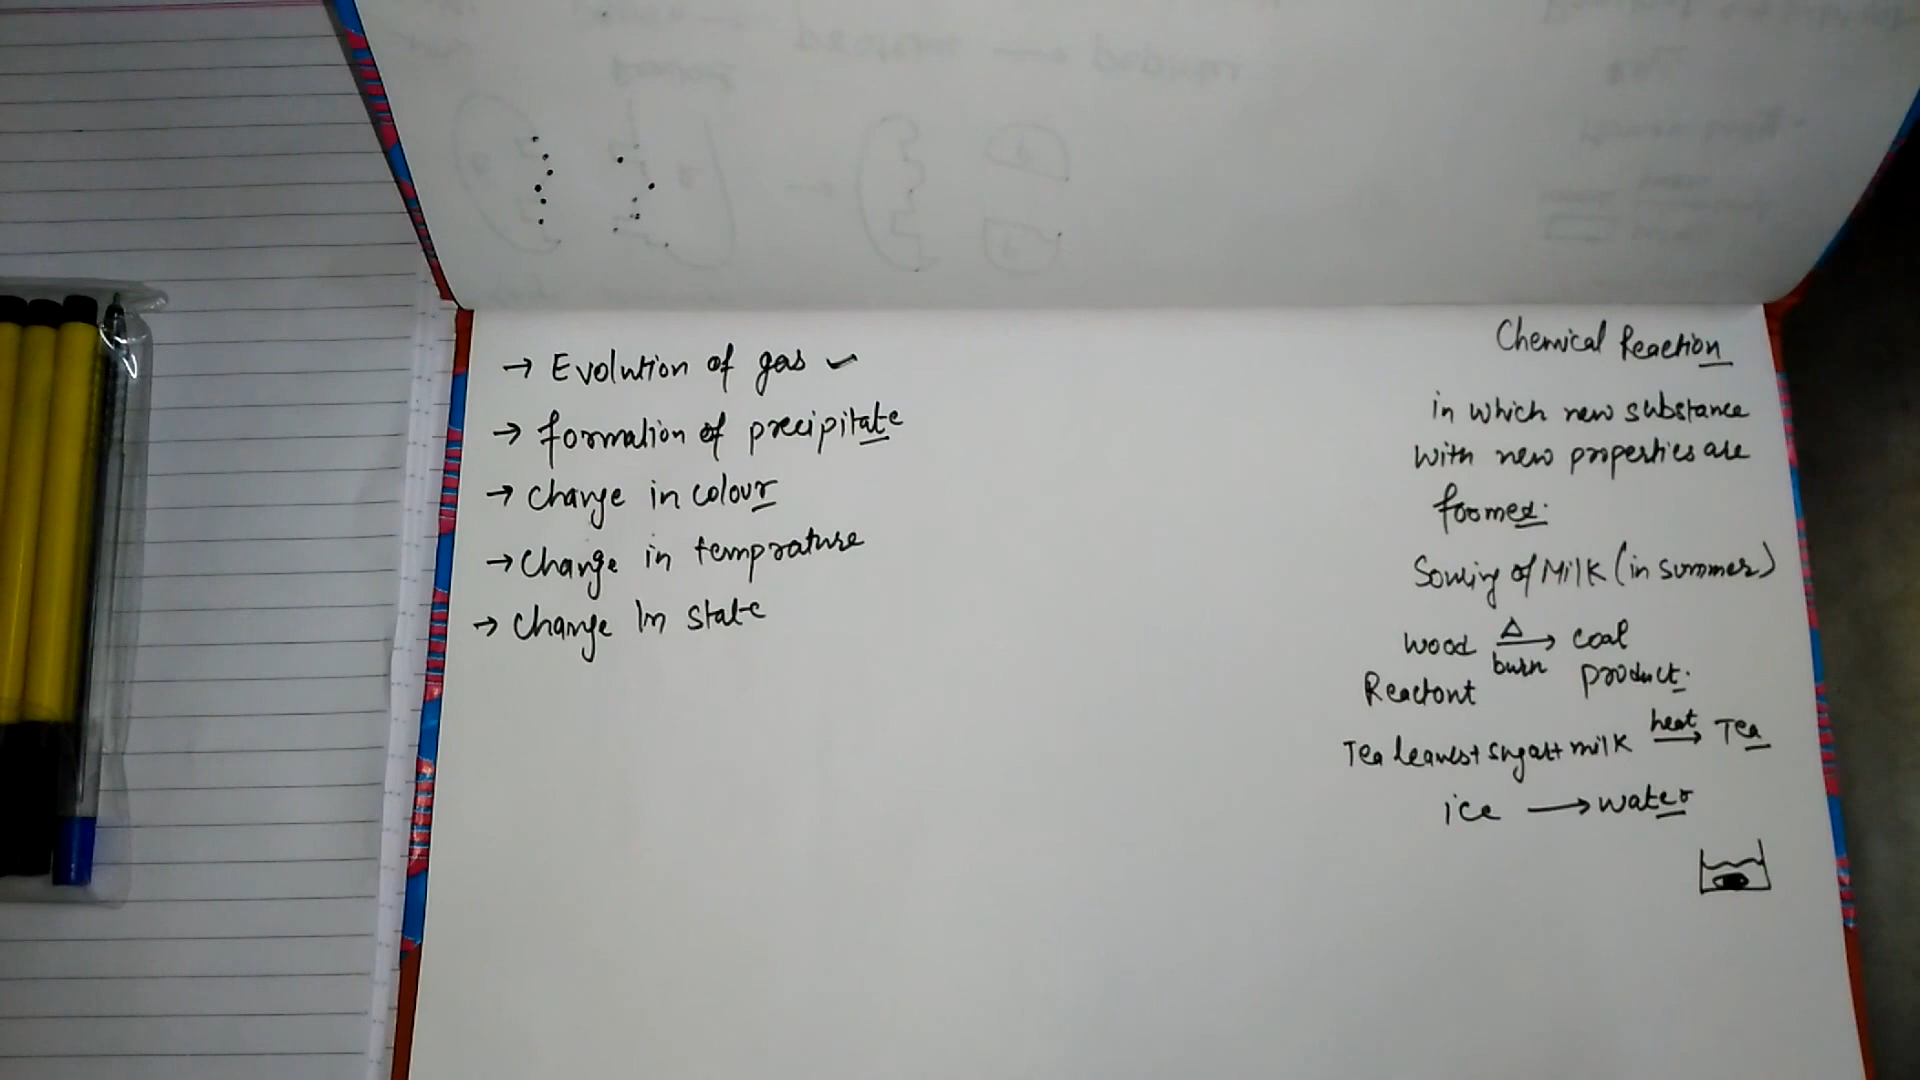 Chemical Reaction
in which new substance
with new properties are
formed.
Souring of Milk (in summer)
wood △ → coal
burn
Reactant product.
Tea leaves + sugar + milk heat → Tea
ice → water
→ Evolution of gas ✓
→ formation of precipitate
→ change in colour
→ change in temprature
→ change in state